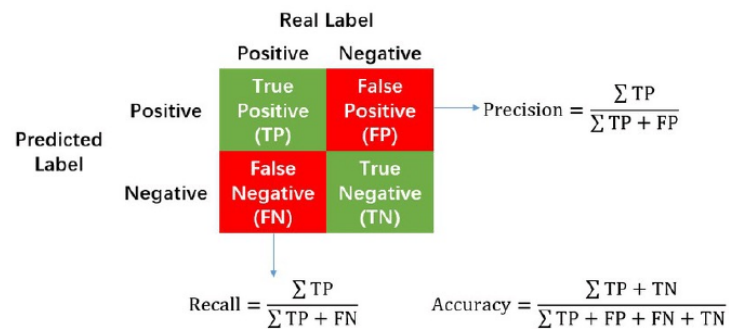 Real Label
Positive Negative
Predicted Label
Positive
True Positive (TP)
False Positive (FP)
Precision = ∑ TP / ∑ TP + FP
Negative
False Negative (FN)
True Negative (TN)
Recall = ∑ TP / ∑ TP + FN
Accuracy = ∑ TP + TN / ∑ TP + FP + FN + TN